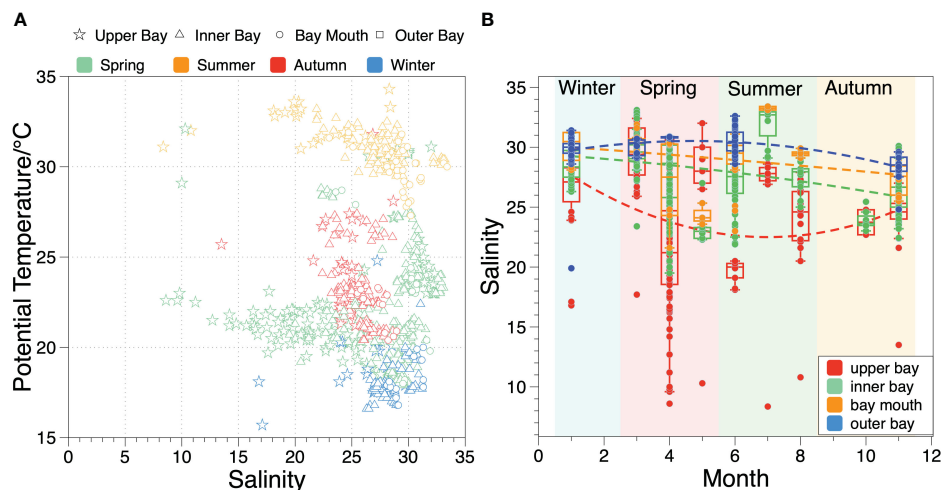 A
☆ Upper Bay △ Inner Bay ○ Bay Mouth □ Outer Bay
Spring Summer Autumn Winter
35
30
25
20
15
Potential Temperature/°C
0 5 10 15 20 25 30 35
Salinity
B
Winter Spring Summer Autumn
35
30
25
20
15
10
Salinity
upper bay
inner bay
bay mouth
outer bay
0 2 4 6 8 10 12
Month